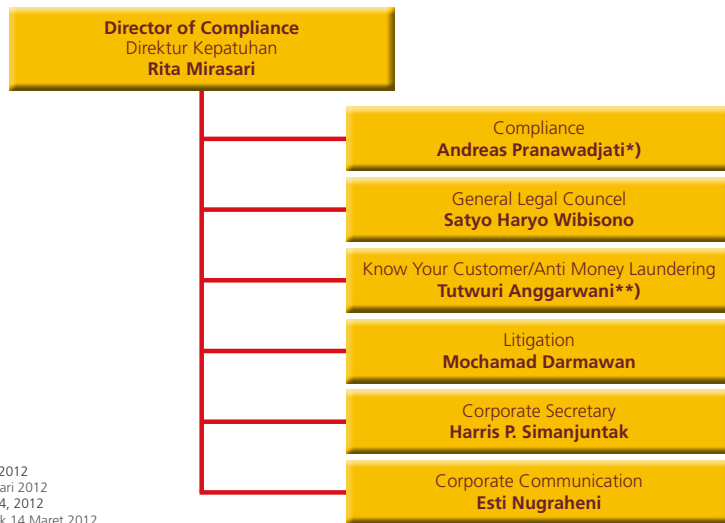 Director of Compliance
Direktur Kepatuhan
Rita Mirasari
Compliance
Andreas Pranawadjati*)
General Legal Councel
Satyo Haryo Wibisono
Know Your Customer/Anti Money Laundering
Tutwuri Anggarwani**)
Litigation
Mochamad Darmawan
Corporate Secretary
Harris P. Simanjuntak
Corporate Communication
Esti Nugraheni
2012
2012
4, 2012
14 Maret 2012